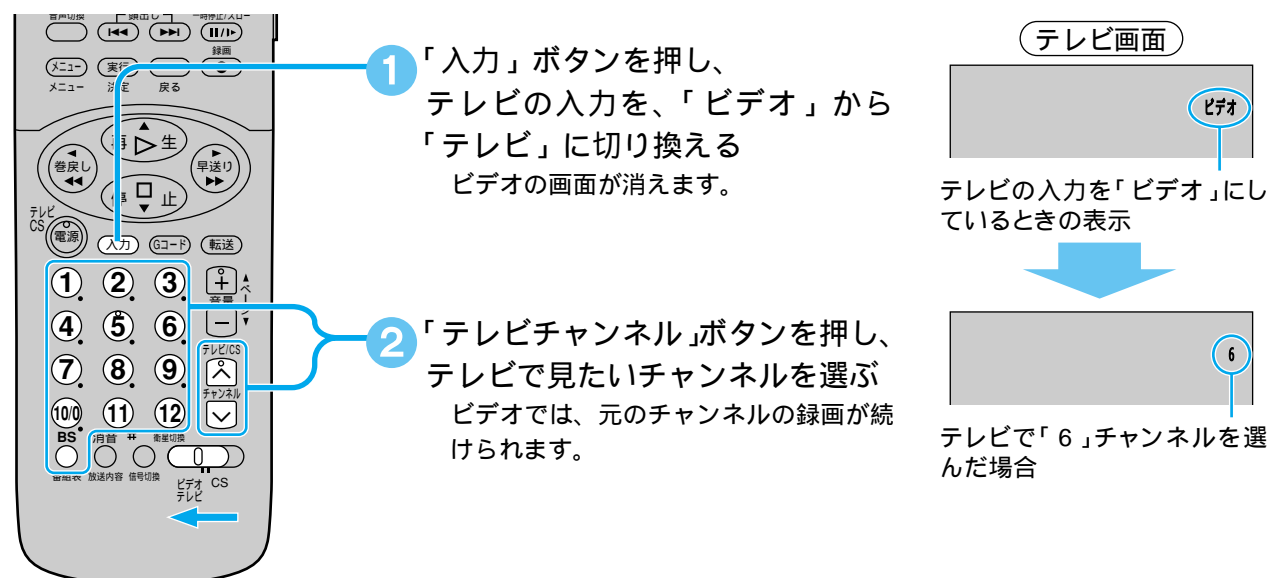 音声切換
頭出し
一時停止/スロー
録画
メニュー
実行
メニュー
決定
戻る
再
生
巻戻し
早送り
停
止
テレビ
CS
電源
入力
Gコード
転送
1
2
3
音量
ページ
4
5
6
テレビ/CS
7
8
9
チャンネル
10/0
11
12
BS
消音
#
衛星切換
番組表
放送内容
信号切換
ビデオ
CS
テレビ
1
「入力」ボタンを押し、
テレビの入力を、「ビデオ」から
「テレビ」に切り換える
ビデオの画面が消えます。
2
「テレビチャンネル」ボタンを押し、
テレビで見たいチャンネルを選ぶ
ビデオでは、元のチャンネルの録画が続
けられます。
テレビ画面
ビデオ
テレビの入力を「ビデオ」にし
ているときの表示
6
テレビで「6」チャンネルを選
んだ場合